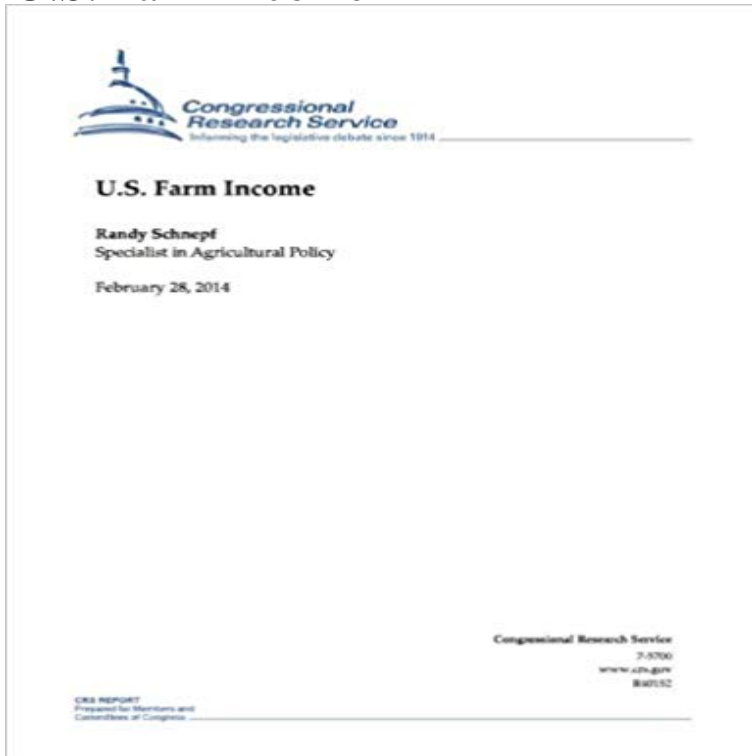 Congressional
Research Service
Informing the legislative debate since 1914
U.S. Farm Income
Randy Schnepf
Specialist in Agricultural Policy
February 28, 2014
Congressional Research Service
7-5700
www.crs.gov
R40152
CRS REPORT
Prepared for Members and
Committees of Congress